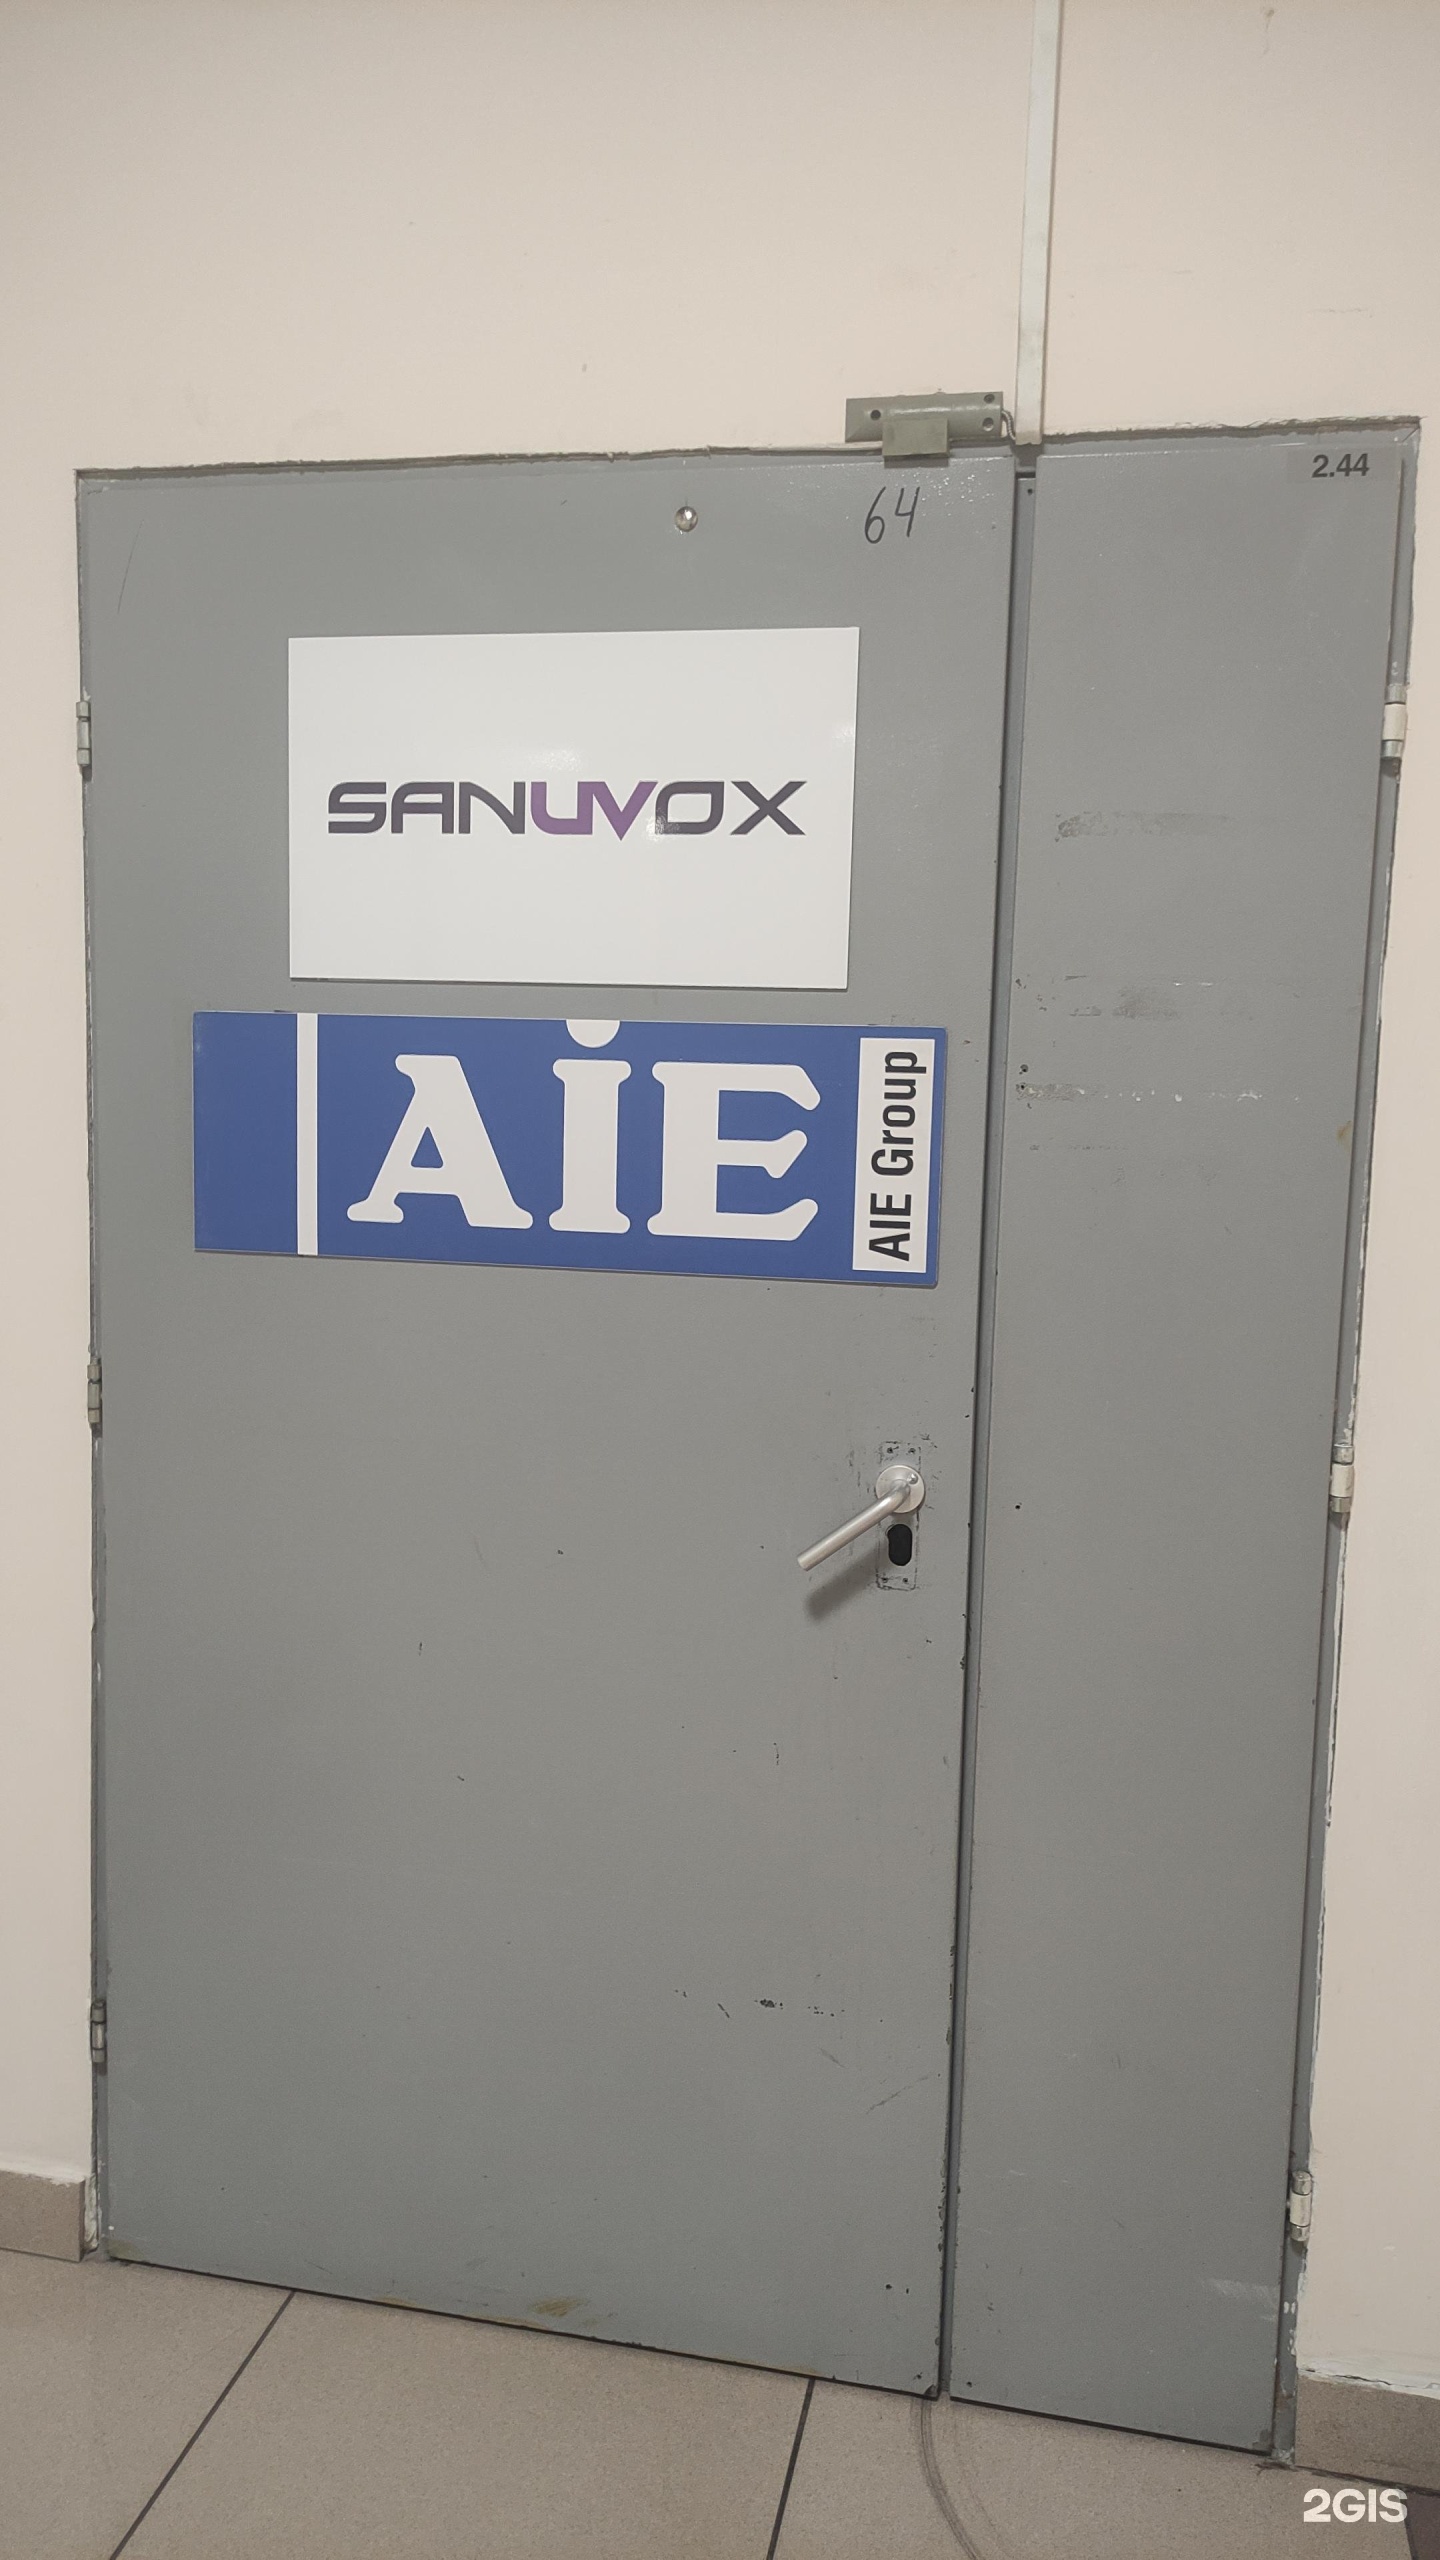 2.44
64
SANUVOX
AiE
AIE Group
2GIS